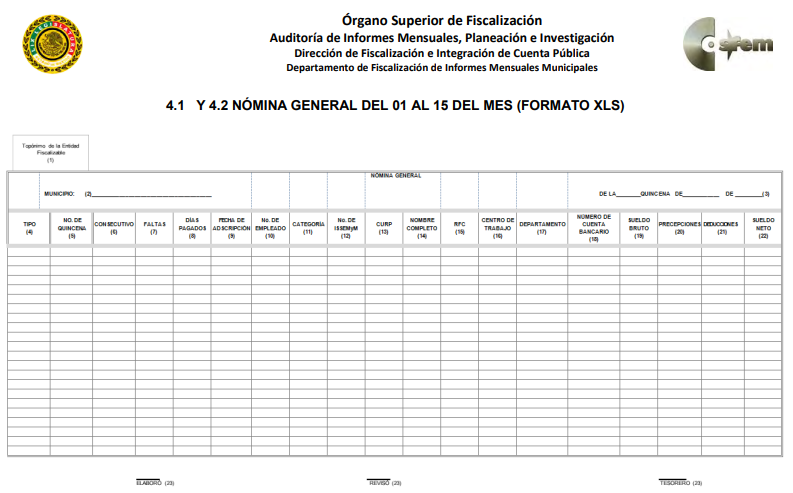 Órgano Superior de Fiscalización
Auditoría de Informes Mensuales, Planeación e Investigación
Dirección de Fiscalización e Integración de Cuenta Pública
Departamento de Fiscalización de Informes Mensuales Municipales
osfem
4.1 Y 4.2 NÓMINA GENERAL DEL 01 AL 15 DEL MES (FORMATO XLS)
Topónimo de la Entidad
Fiscalizable
(1)
NÓMINA GENERAL
MUNICIPIO: (2)____________________ DE LA______QUINCENA DE_________ DE _______(3)
TIPO
(4)
NO. DE
QUINCENA
(5)
CONSECUTIVO
(6)
FALTAS
(7)
DÍAS
PAGADOS
(8)
FECHA DE
ADSCRIPCIÓN
(9)
No. DE
EMPLEADO
(10)
CATEGORÍA
(11)
No. DE
ISSEMyM
(12)
CURP
(13)
NOMBRE
COMPLETO
(14)
RFC
(15)
CENTRO DE
TRABAJO
(16)
DEPARTAMENTO
(17)
NÚMERO DE
CUENTA
BANCARIO
(18)
SUELDO
BRUTO
(19)
PRECEPCIONES
(20)
DEDUCCIONES
(21)
SUELDO
NETO
(22)
ELABORÓ (23) REVISÓ (23) TESORERO (23)